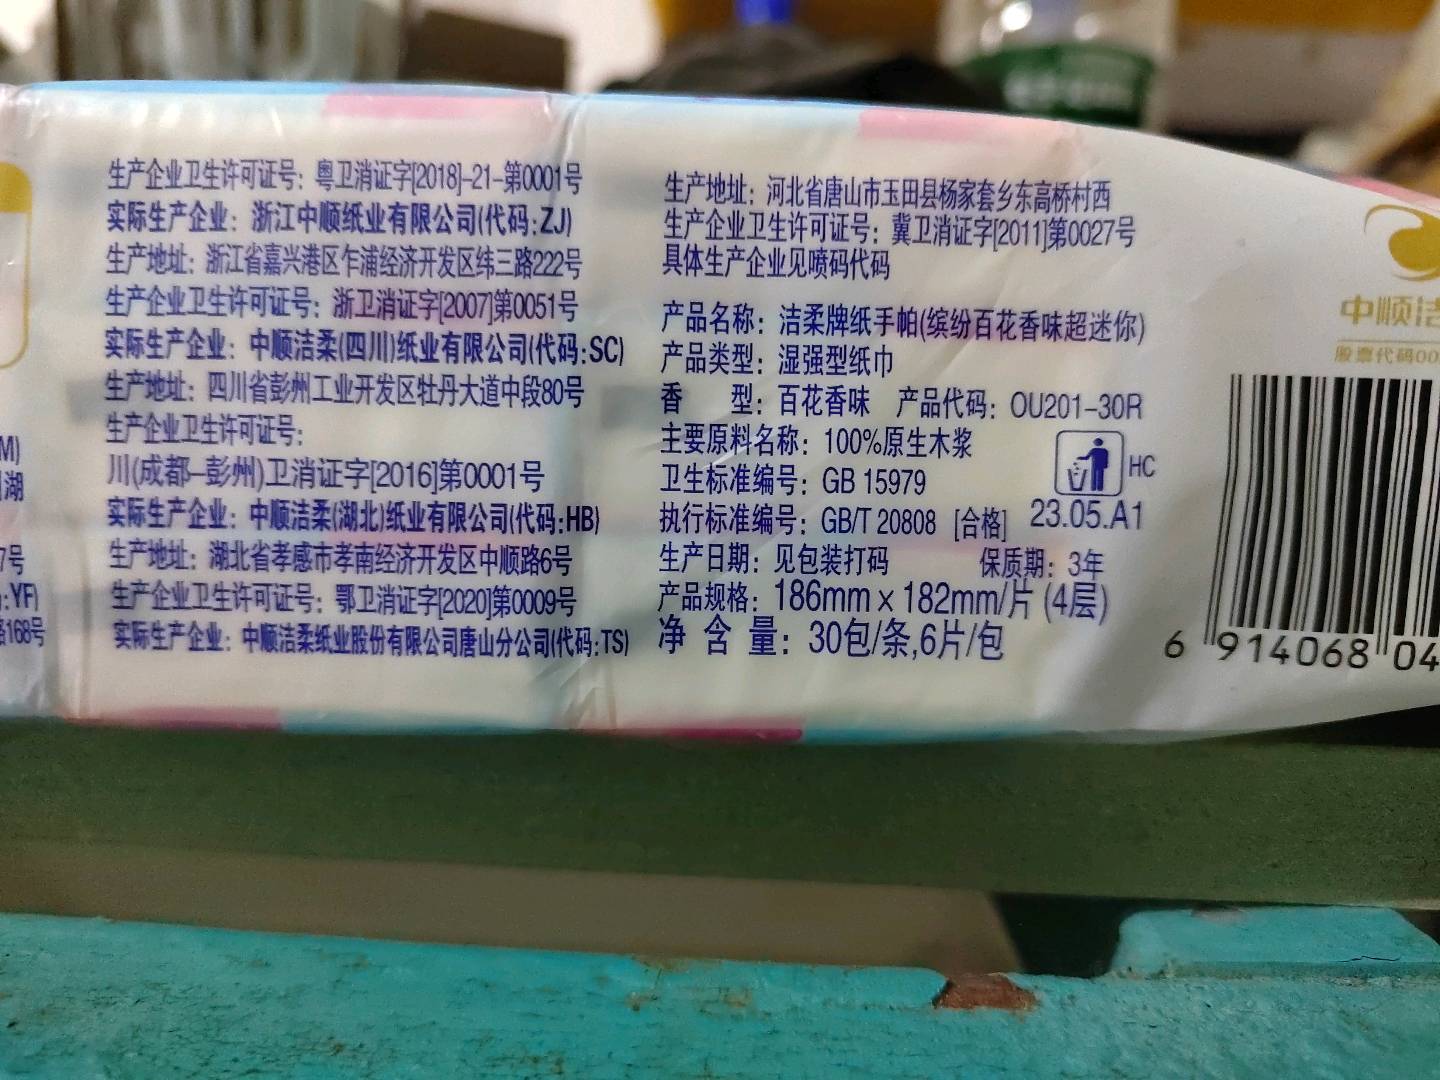 M)
湖
7号
:YF)
路168号
生产企业卫生许可证号：粤卫消证字[2018]-21-第0001号
实际生产企业：浙江中顺纸业有限公司(代码:ZJ)
生产地址：浙江省嘉兴港区乍浦经济开发区纬三路222号
生产企业卫生许可证号：浙卫消证字[2007]第0051号
实际生产企业：中顺洁柔(四川)纸业有限公司(代码:SC)
生产地址：四川省彭州工业开发区牡丹大道中段80号
生产企业卫生许可证号：
川(成都–彭州)卫消证字[2016]第0001号
实际生产企业：中顺洁柔(湖北)纸业有限公司(代码:HB)
生产地址：湖北省孝感市孝南经济开发区中顺路6号
生产企业卫生许可证号：鄂卫消证字[2020]第0009号
实际生产企业：中顺洁柔纸业股份有限公司唐山分公司(代码:TS)
生产地址：河北省唐山市玉田县杨家套乡东高桥村西
生产企业卫生许可证号：冀卫消证字[2011]第0027号
具体生产企业见喷码代码
产品名称：洁柔牌纸手帕(缤纷百花香味超迷你)
产品类型：湿强型纸巾
香　型：百花香味 产品代码：OU201-30R
主要原料名称：100%原生木浆
卫生标准编号：GB 15979
执行标准编号：GB/T 20808 [合格]
HC
23.05.A1
生产日期：见包装打码 保质期：3年
产品规格：186mm x 182mm/片 (4层)
净 含 量：30包/条,6片/包
中顺洁
股票代码00
6 914068 04